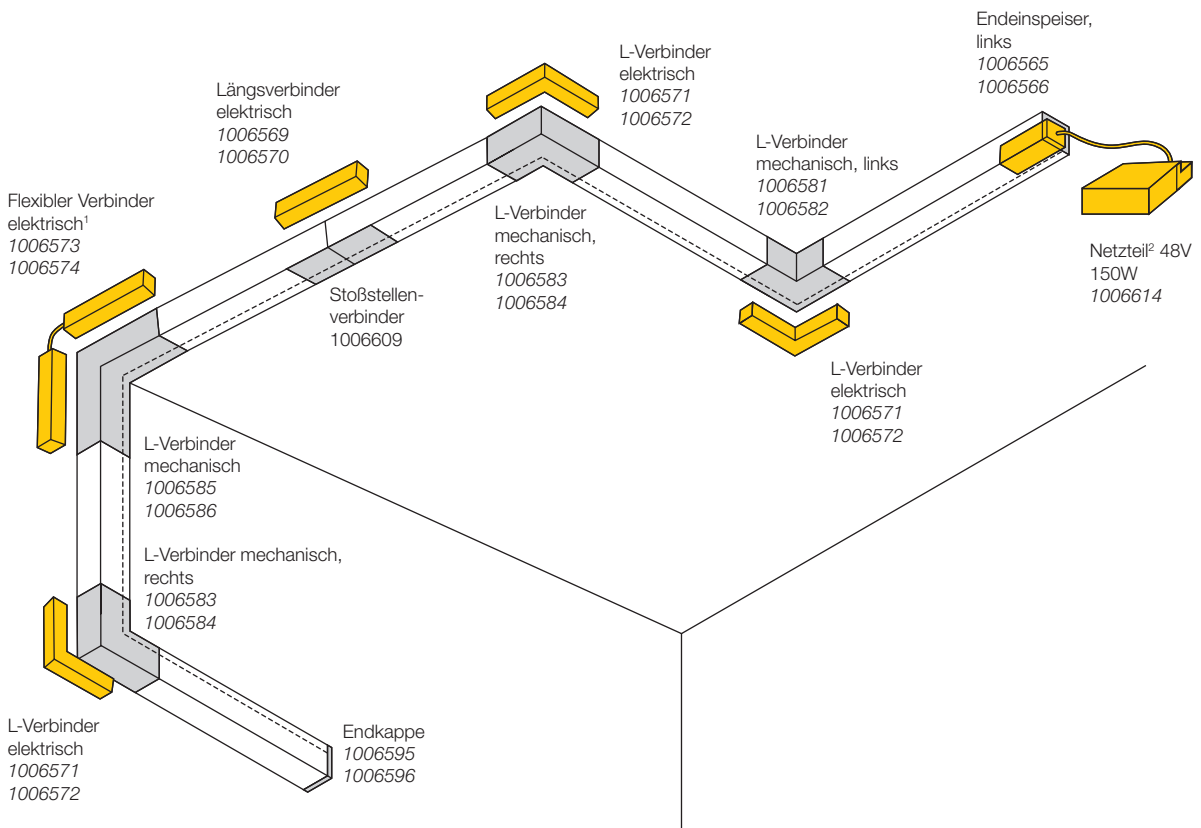 Endeinspeiser,
links
1006565
1006566
L-Verbinder
elektrisch
1006571
1006572
Längsverbinder
elektrisch
1006569
1006570
L-Verbinder
mechanisch, links
1006581
1006582
Flexibler Verbinder
elektrisch¹
1006573
1006574
L-Verbinder
mechanisch,
rechts
1006583
1006584
Netzteil² 48V
150W
1006614
Stoßstellen-
verbinder
1006609
L-Verbinder
elektrisch
1006571
1006572
L-Verbinder
mechanisch
1006585
1006586
L-Verbinder mechanisch,
rechts
1006583
1006584
L-Verbinder
elektrisch
1006571
1006572
Endkappe
1006595
1006596